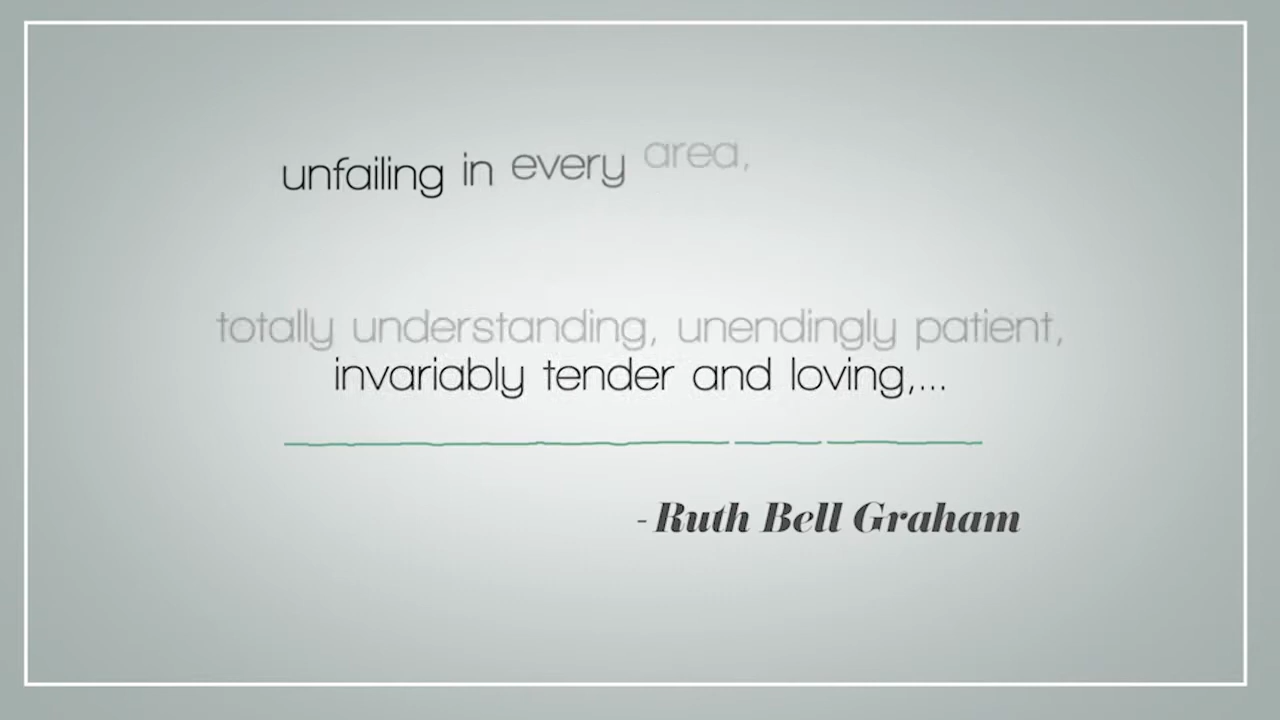 unfailing in every area,
totally understanding, unendingly patient,
invariably tender and loving,...
- Ruth Bell Graham